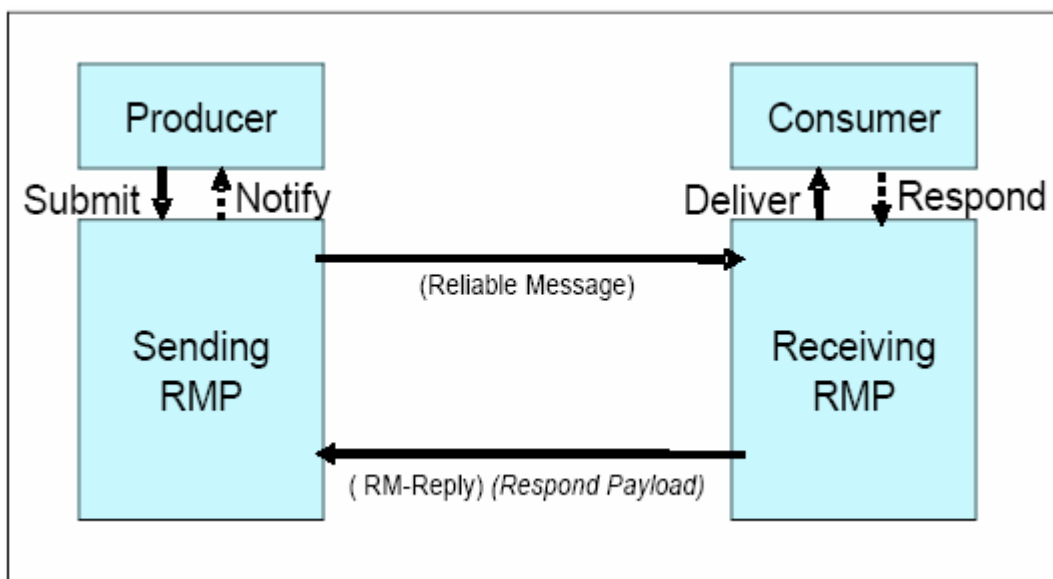 Producer
Consumer
Submit
Notify
Deliver
Respond
(Reliable Message)
Sending
RMP
Receiving
RMP
( RM-Reply) (Respond Payload)